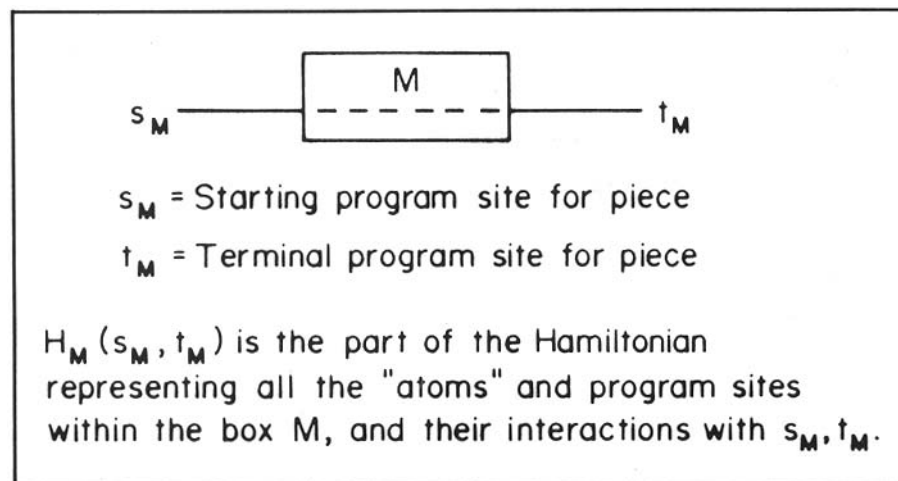 M
s_M t_M
s_M = Starting program site for piece
t_M = Terminal program site for piece
H_M (s_M, t_M) is the part of the Hamiltonian
representing all the "atoms" and program sites
within the box M, and their interactions with s_M, t_M.